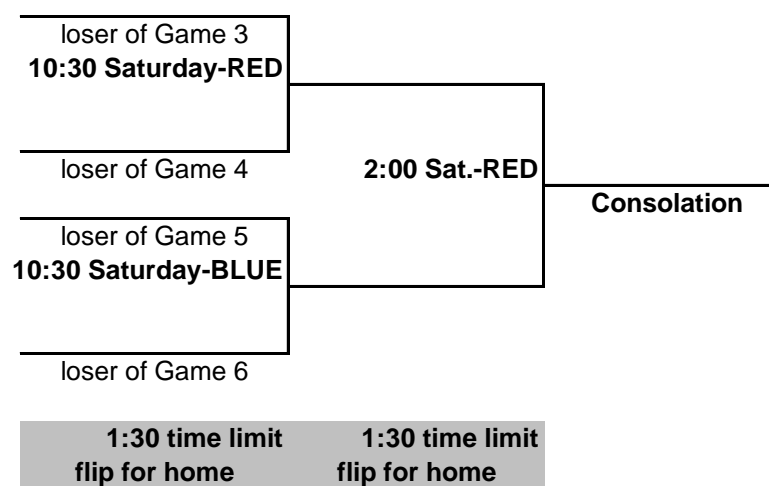 loser of Game 3
10:30 Saturday-RED
loser of Game 4
2:00 Sat.-RED
Consolation
loser of Game 5
10:30 Saturday-BLUE
loser of Game 6
1:30 time limit 1:30 time limit
flip for home flip for home